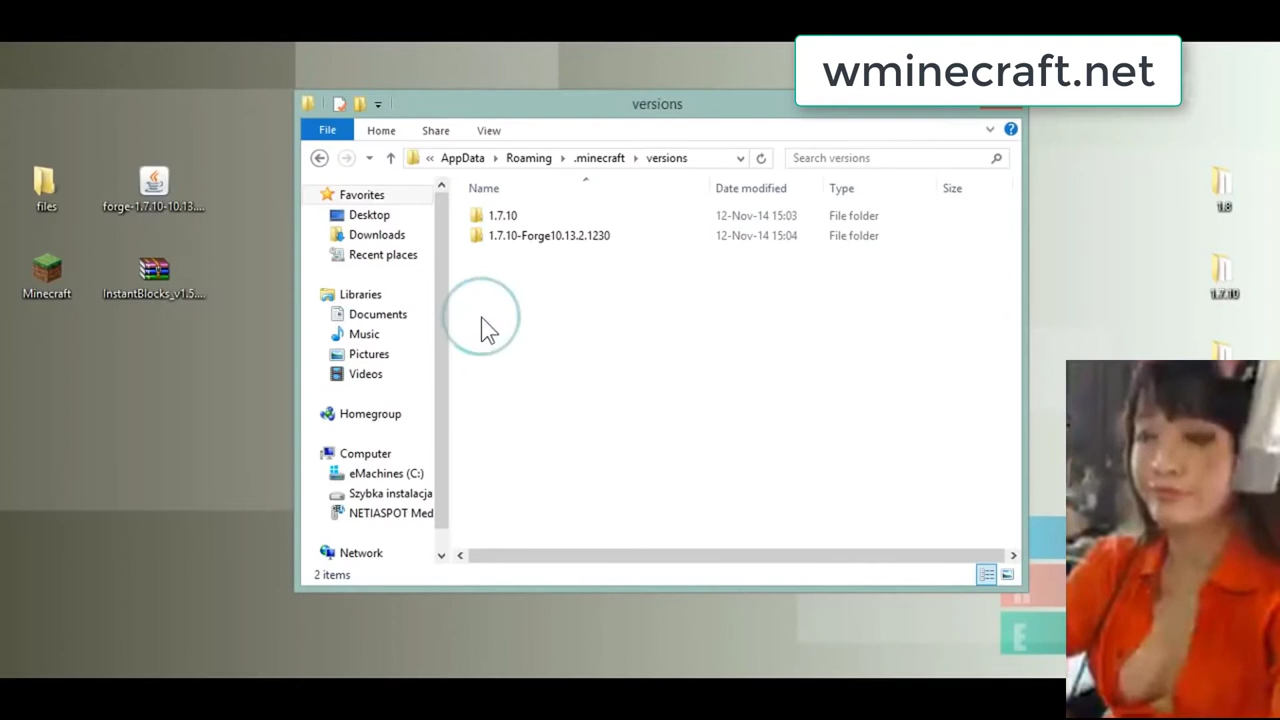 wminecraft.net
versions
File Home Share View
« AppData › Roaming › .minecraft › versions
Search versions
Name Date modified Type Size
1.7.10 12-Nov-14 15:03 File folder
1.7.10-Forge10.13.2.1230 12-Nov-14 15:04 File folder
Favorites
Desktop
Downloads
Recent places
Libraries
Documents
Music
Pictures
Videos
Homegroup
Computer
eMachines (C:)
Szybka instalacja
NETIASPOT Med
Network
2 items
files
forge-1.7.10-10.13....
Minecraft
InstantBlocks_v1.5....
1.8
1.7.10
E